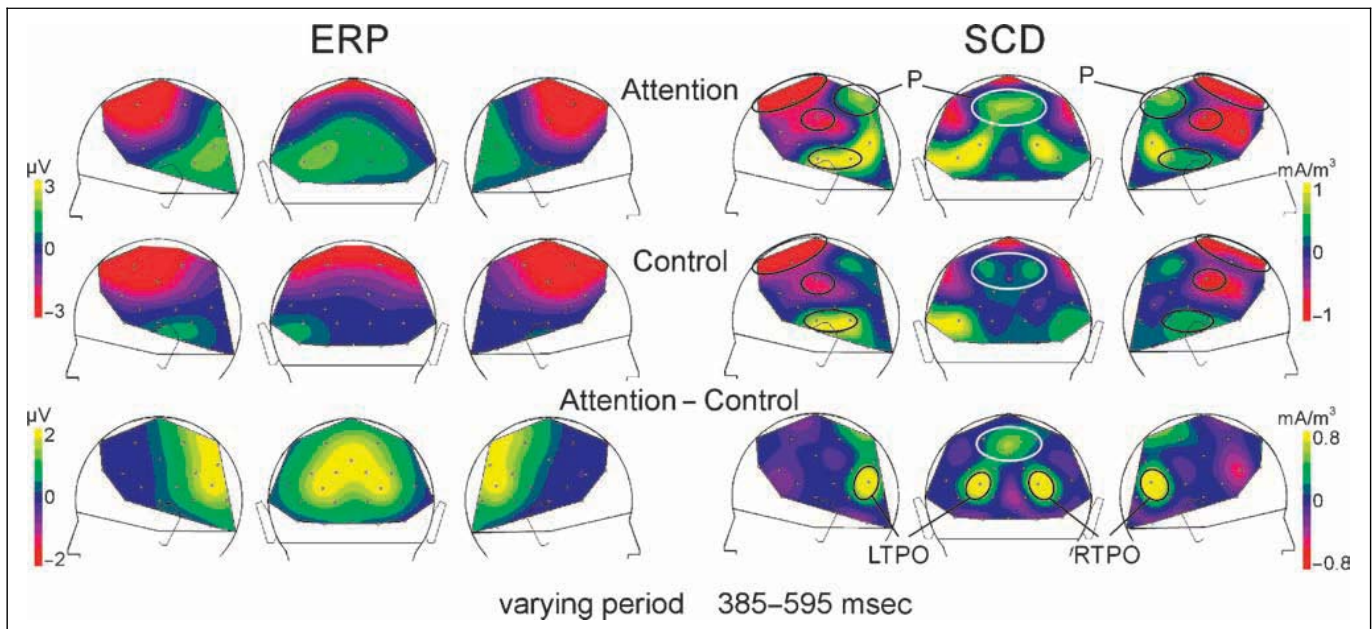 ERP SCD
Attention P P
μV mA/m³
3 1
0 0
−3 −1
Control
Attention – Control
μV mA/m³
2 0.8
0 0
−2 −0.8
LTPO RTPO
varying period 385–595 msec